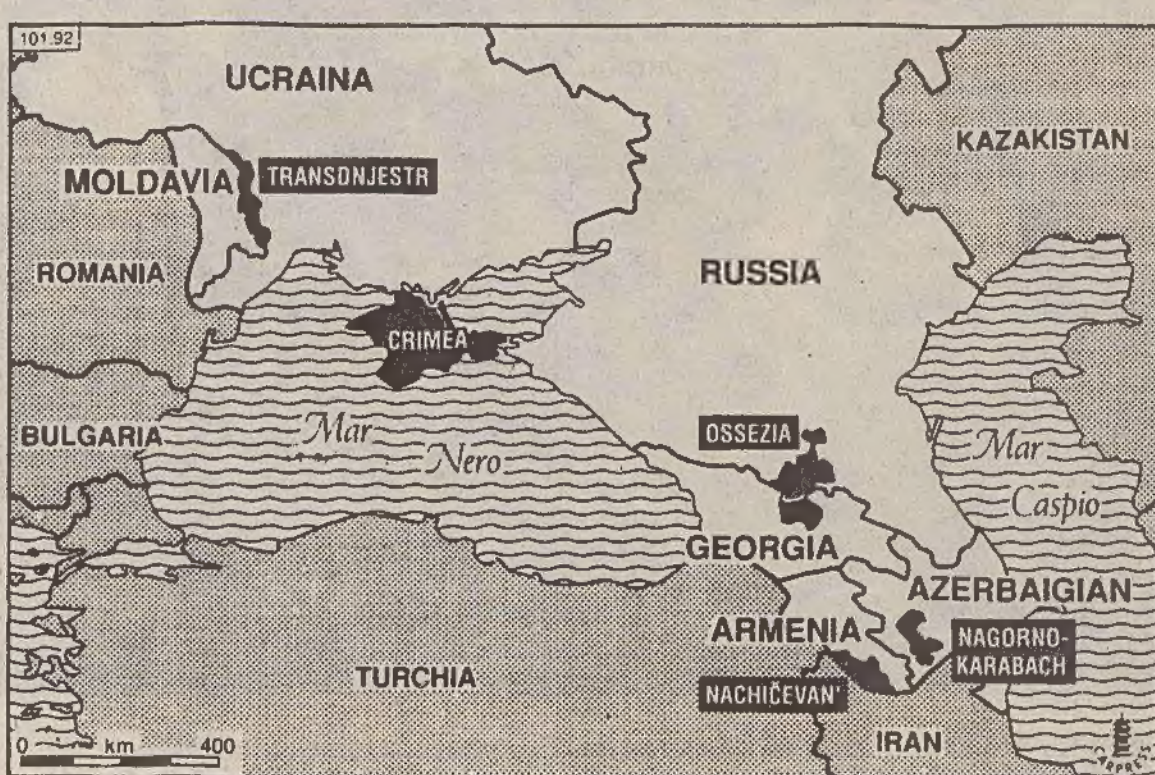 101.92
UCRAINA
KAZAKISTAN
MOLDAVIA
TRANSDNJESTR
ROMANIA
RUSSIA
CRIMEA
BULGARIA
Mar
Nero
OSSEZIA
Mar
Caspio
GEORGIA
AZERBAIGIAN
ARMENIA
NAGORNO-
KARABACH
TURCHIA
NACHIČEVAN'
IRAN
0 km 400
CARPRESS